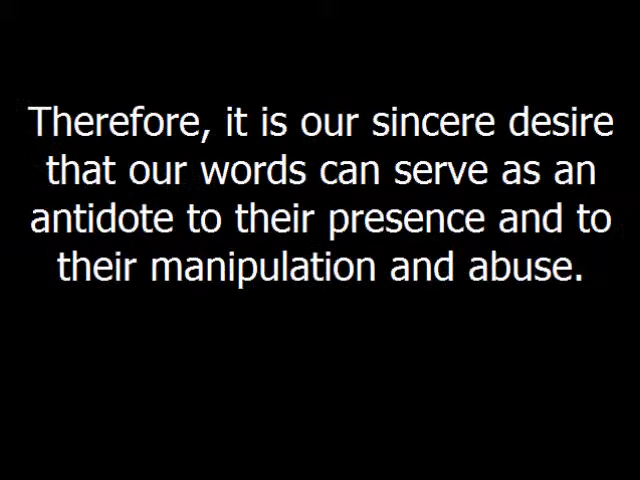 Therefore, it is our sincere desire
that our words can serve as an
antidote to their presence and to
their manipulation and abuse.